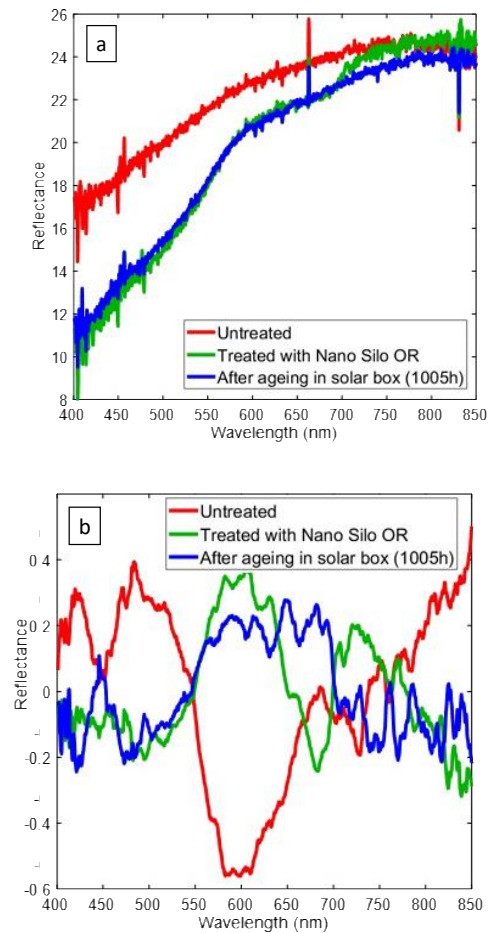 a
26
24
22
20
18
16
14
12
10
8
Reflectance
Untreated
Treated with Nano Silo OR
After ageing in solar box (1005h)
400 450 500 550 600 650 700 750 800 850
Wavelength (nm)
b
Untreated
Treated with Nano Silo OR
After ageing in solar box (1005h)
0 4
0 2
0
-0.2
-0.4
-0 6
Reflectance
400 450 500 550 600 650 700 750 800 850
Wavelength (nm)